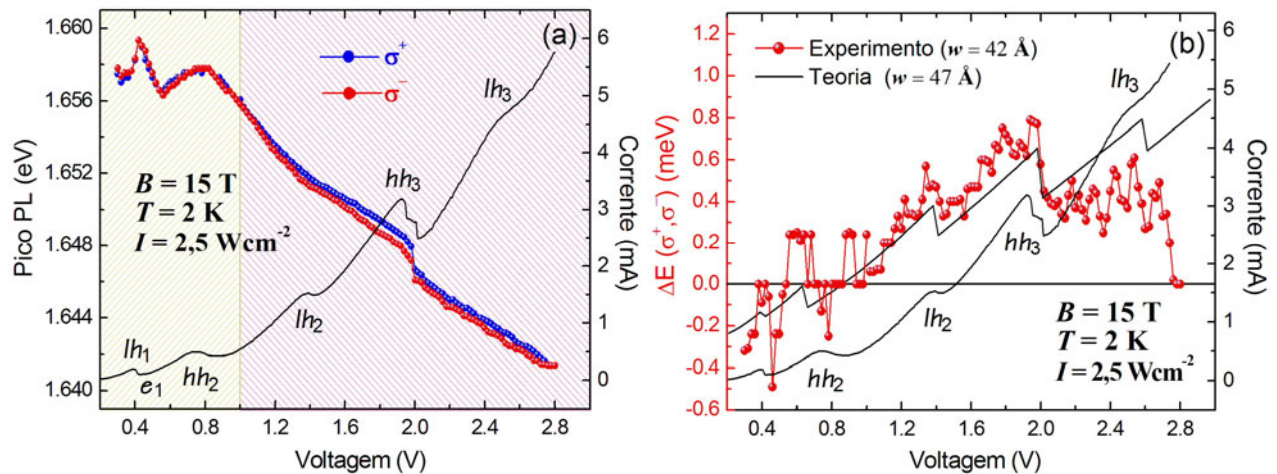 (a)
σ⁺
σ⁻
B = 15 T
T = 2 K
I = 2,5 Wcm⁻²
lh₁
e₁
hh₂
lh₂
hh₃
lh₃
Pico PL (eV)
1.660
1.656
1.652
1.648
1.644
1.640
Corrente (mA)
6
5
4
3
2
1
0
0.4 0.8 1.2 1.6 2.0 2.4 2.8
Voltagem (V)
(b)
Experimento (w = 42 Å)
Teoria (w = 47 Å)
lh₃
hh₃
lh₂
hh₂
B = 15 T
T = 2 K
I = 2,5 Wcm⁻²
ΔE (σ⁺,σ⁻) (meV)
1.2
1.0
0.8
0.6
0.4
0.2
0.0
-0.2
-0.4
-0.6
Corrente (mA)
6
5
4
3
2
1
0
0.4 0.8 1.2 1.6 2.0 2.4 2.8
Voltagem (V)